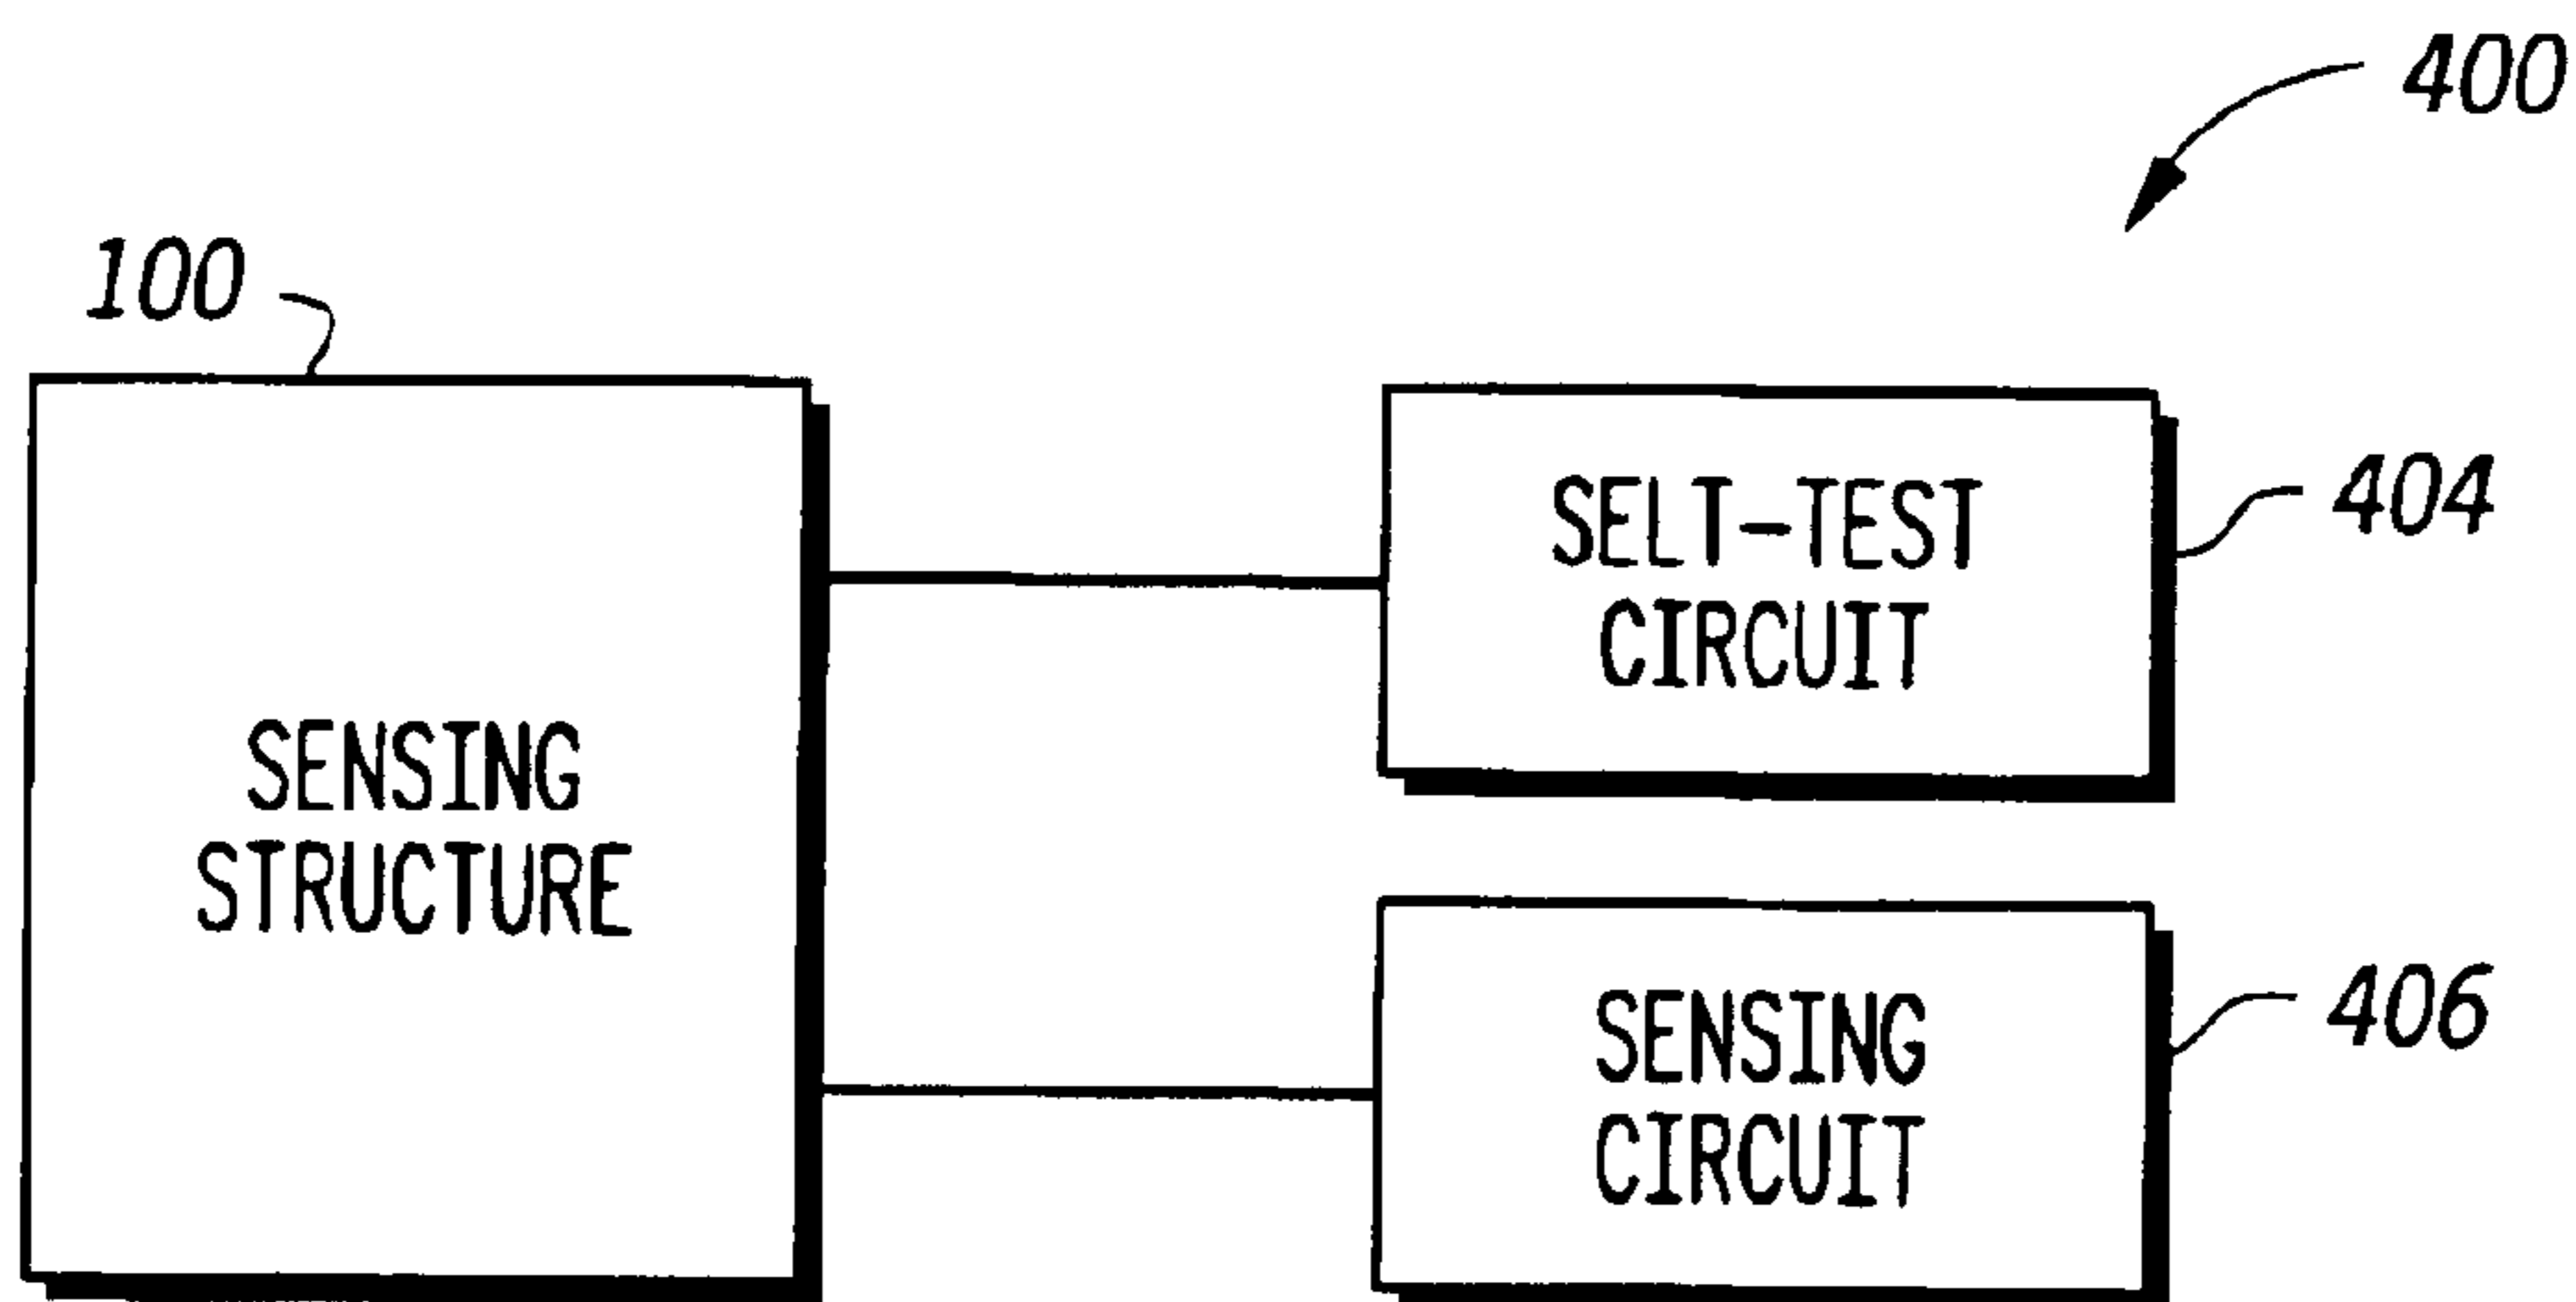 400
100
SELT-TEST
CIRCUIT
404
SENSING
STRUCTURE
SENSING
CIRCUIT
406